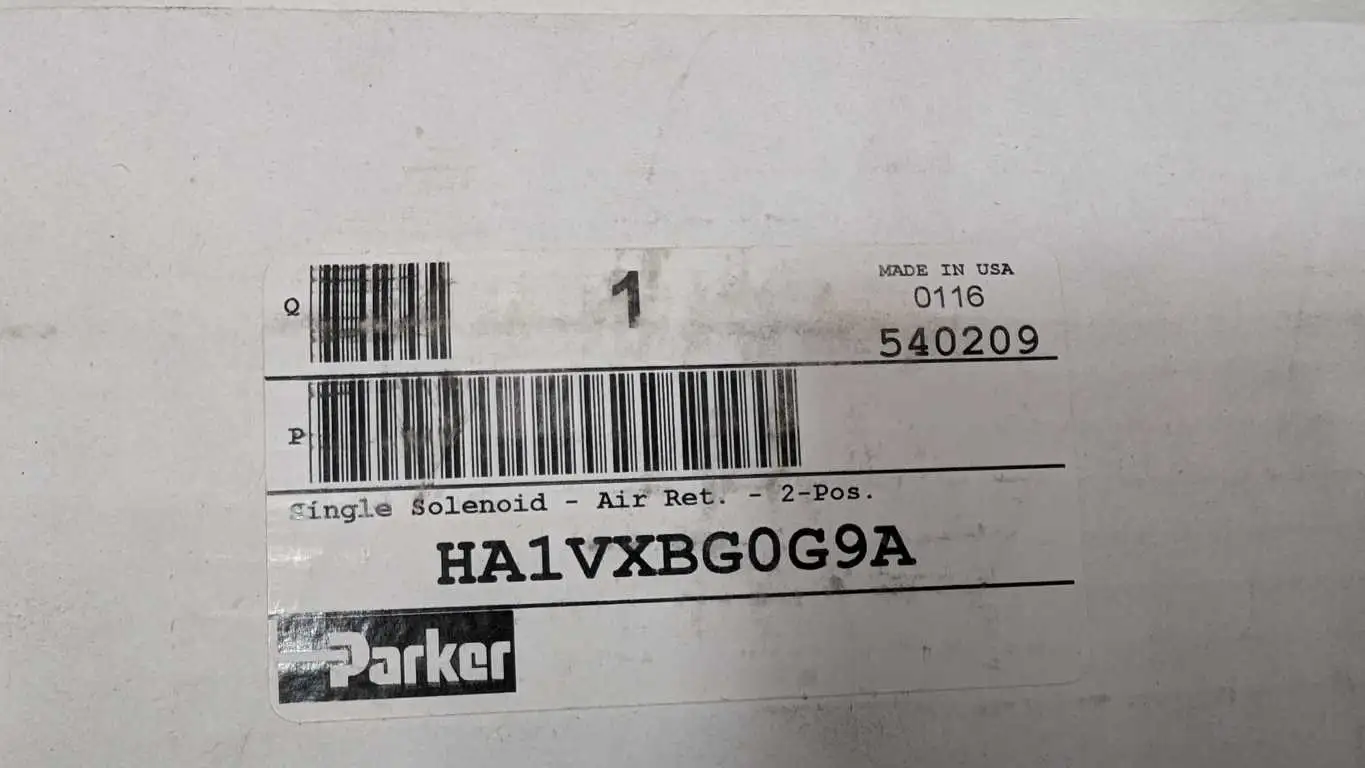 Q
1
MADE IN USA
0116
540209
P
Single Solenoid - Air Ret. - 2-Pos.
HA1VXBG0G9A
Parker